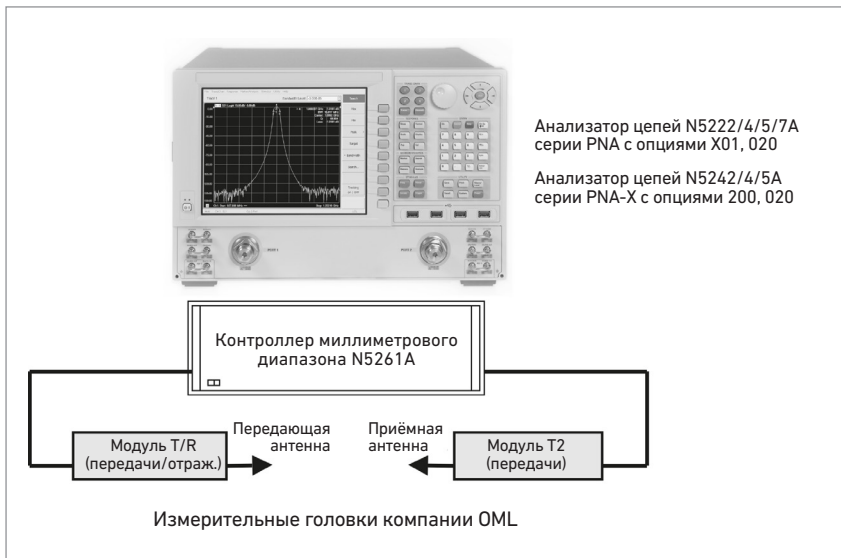 Анализатор цепей N5222/4/5/7A
серии PNA с опциями X01, 020
Анализатор цепей N5242/4/5A
серии PNA-X с опциями 200, 020
Контроллер миллиметрового
диапазона N5261A
Передающая
антенна
Приёмная
антенна
Модуль T/R
(передачи/отраж.)
Модуль T2
(передачи)
Измерительные головки компании OML